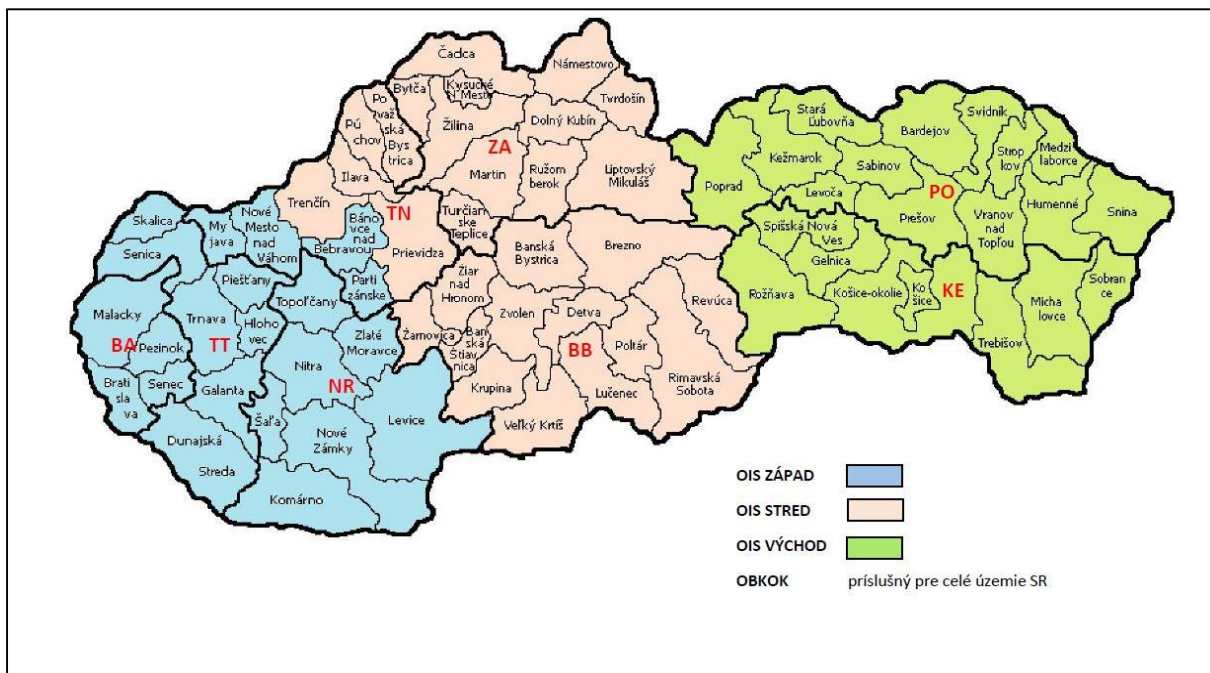 Čadca
Námestovo
Kysucké
N Mesto
Bytča
Po
važ
ská
Bys
trica
Tvrdošín
Dolný Kubín
Pú
chov
Žilina
ZA
Martin
Ružom
berok
Liptovský
Mikuláš
Ilava
Trenčín
TN
Turčian
ske
Teplice
Prievidza
Báno
vce nad
Bebravou
Parti
zánske
Skalica
Senica
My
java
Nové
Mesto
nad
Váhom
Piešťany
Topoľčany
Malacky
BA
Pezinok
Trnava
TT
Hloho
vec
Zlaté
Moravce
Nitra
NR
Brati
sla
va
Senec
Galanta
Šaľa
Nové
Zámky
Levice
Dunajská
Streda
Komárno
Banská
Bystrica
Brezno
Žiar
nad
Hronom
Zvolen
Detva
Revúca
Žarnovica
Ban
ská
Štiav
nica
BB
Poltár
Krupina
Lučenec
Rimavská
Sobota
Veľký Krtíš
Stará
Ľubovňa
Bardejov
Svidník
Kežmarok
Sabinov
Strop
kov
Medzi
laborce
Poprad
Levoča
PO
Prešov
Humenné
Snina
Vranov
nad
Topľou
Spišská Nová
Ves
Gelnica
Rožňava
Košice-okolie
Ko
šice
KE
Trebišov
Micha
lovce
Sobran
ce
OIS ZÁPAD
OIS STRED
OIS VÝCHOD
OBKOK príslušný pre celé územie SR